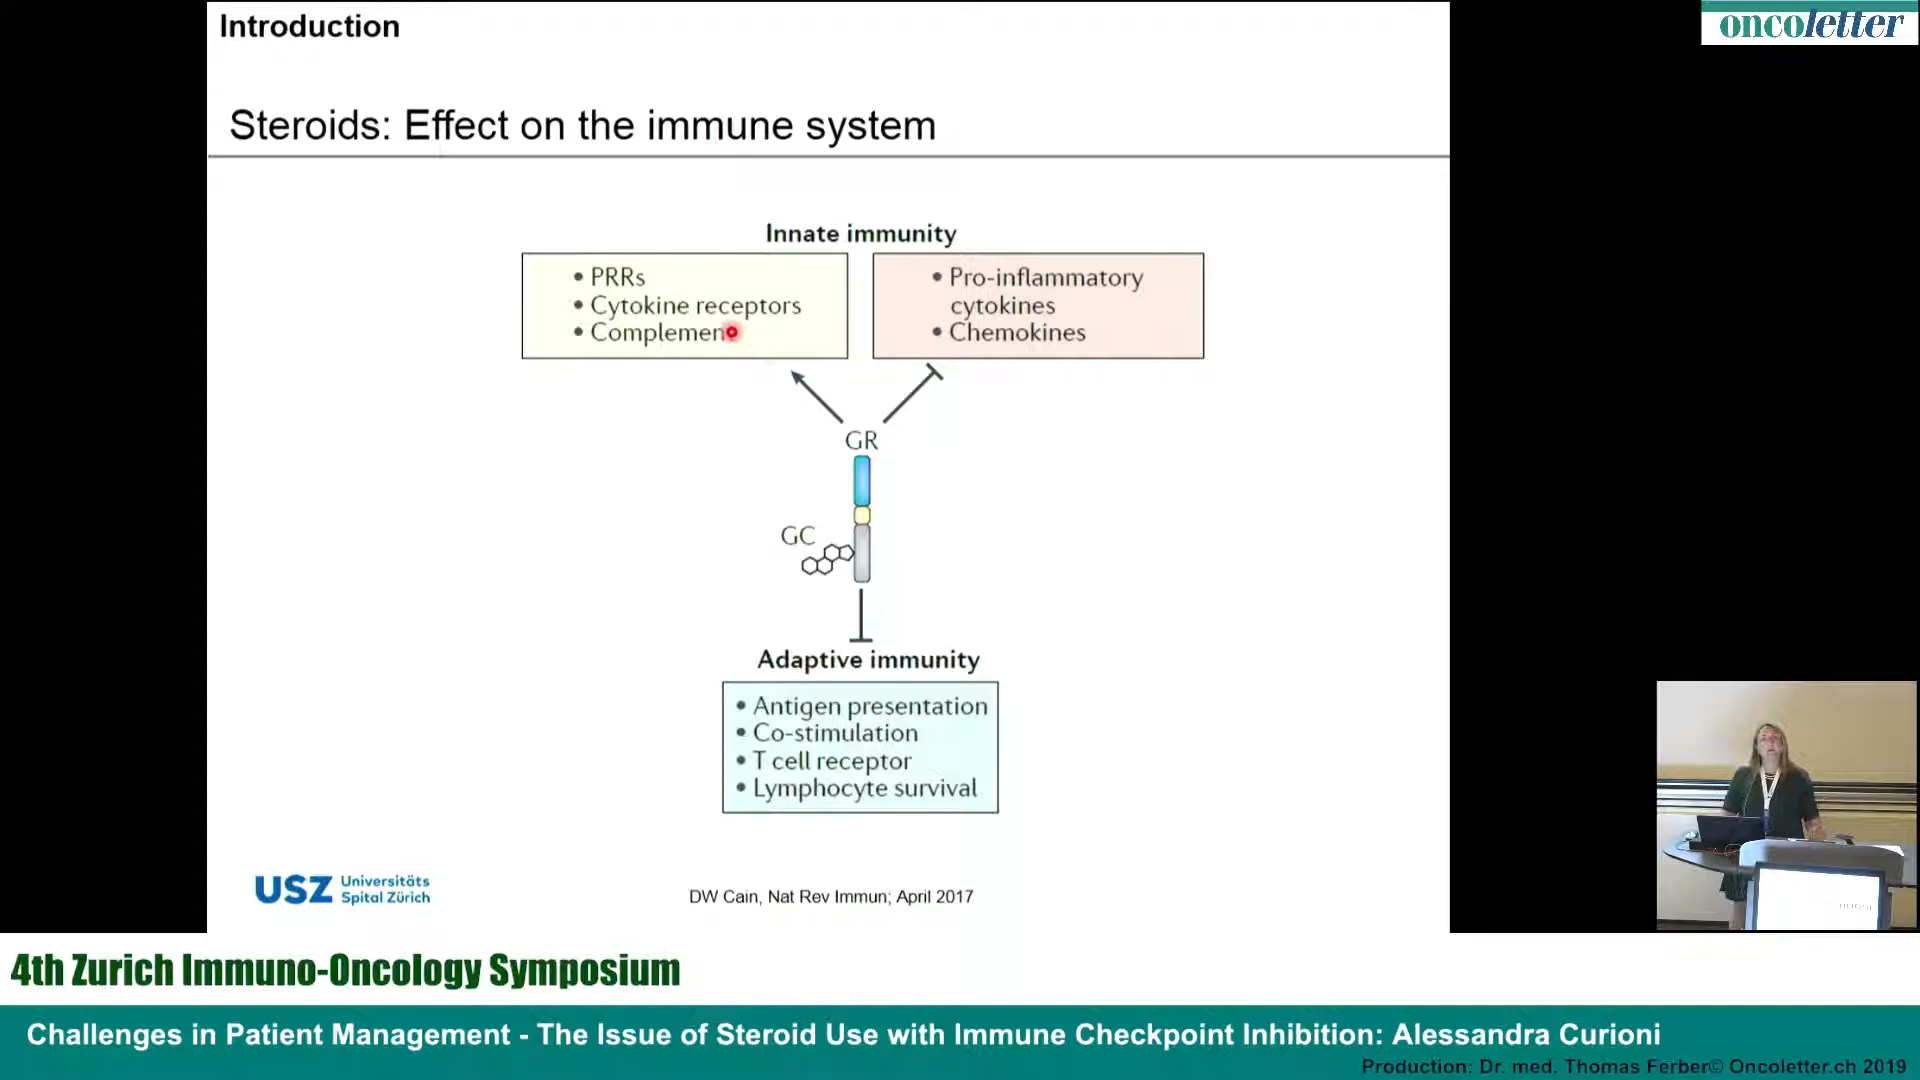 Introduction
oncoletter
Steroids: Effect on the immune system
Innate immunity
• PRRs
• Cytokine receptors
• Complemen
• Pro-inflammatory
cytokines
• Chemokines
GR
GC
Adaptive immunity
• Antigen presentation
• Co-stimulation
• T cell receptor
• Lymphocyte survival
USZ Universitäts
Spital Zürich
DW Cain, Nat Rev Immun; April 2017
4th Zurich Immuno-Oncology Symposium
Challenges in Patient Management - The Issue of Steroid Use with Immune Checkpoint Inhibition: Alessandra Curioni
Production: Dr. med. Thomas Ferber© Oncoletter.ch 2019